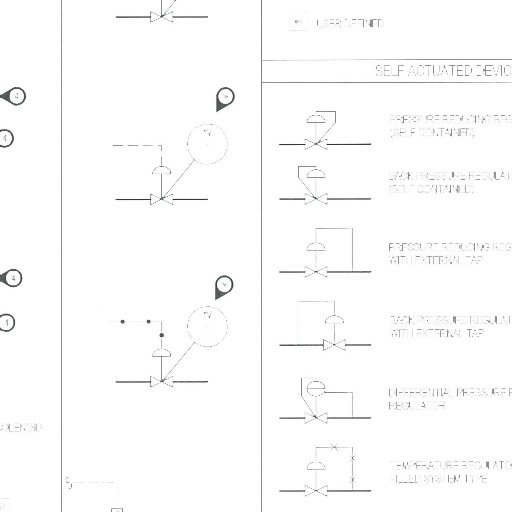 USER DEFINED
SELF ACTUATED DEVIC
PRESSURE REDUCING REG
(SELF CONTAINED)
BACK PRESSURE REGULAT
(SELF CONTAINED)
PRESSURE REDUCING REG
WITH EXTERNAL TAP
BACK PRESSURE REGULAT
WITH EXTERNAL TAP
DIFFERENTIAL PRESSURE R
REGULATOR
OLENOID
TEMPERATURE REGULATO
FILLED SYSTEM TYPE